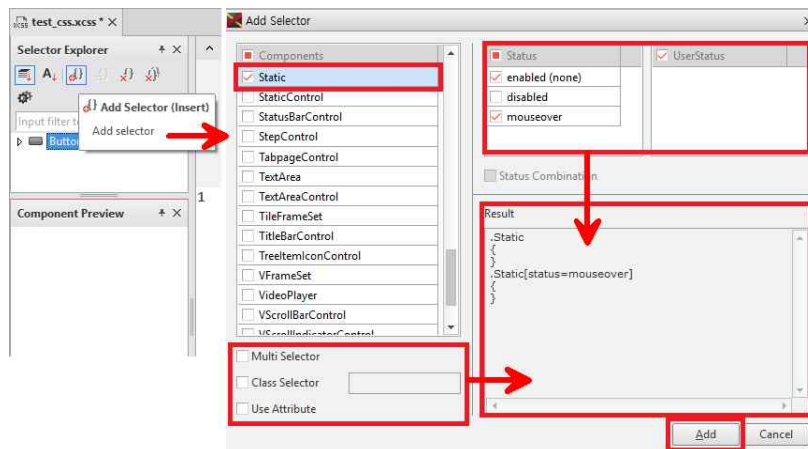 test_css.xcss * ×
Selector Explorer
Add Selector (Insert)
Add selector
Input filter t
Button
Component Preview
1
Add Selector
Components
Static
StaticControl
StatusBarControl
StepControl
TabpageControl
TextArea
TextAreaControl
TileFrameSet
TitleBarControl
TreeItemIconControl
VFrameSet
VideoPlayer
VScrollBarControl
VScrollIndicatorControl
Multi Selector
Class Selector
Use Attribute
Status
enabled (none)
disabled
mouseover
UserStatus
Status Combination
Result
.Static
{
}
.Static[status=mouseover]
{
}
Add
Cancel